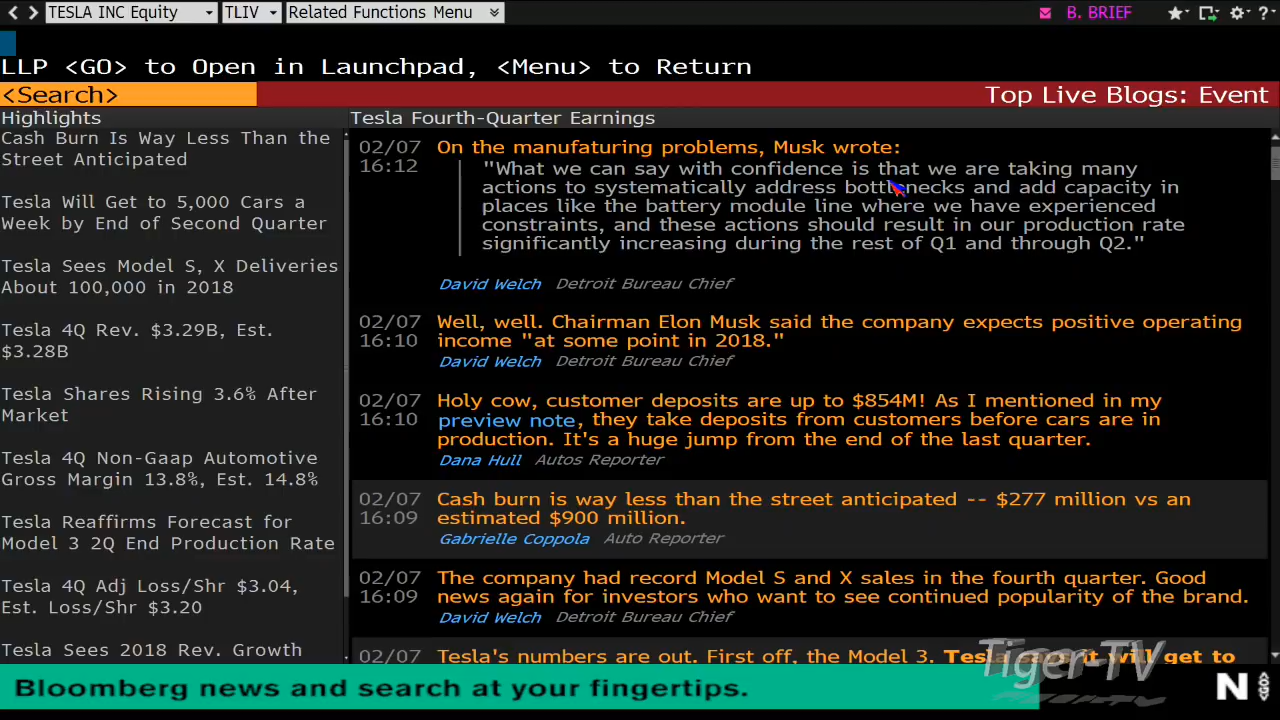 TESLA INC Equity TLIV Related Functions Menu B. BRIEF
LLP <GO> to Open in Launchpad, <Menu> to Return
<Search> Top Live Blogs: Event
Highlights
Cash Burn Is Way Less Than the
Street Anticipated
Tesla Will Get to 5,000 Cars a
Week by End of Second Quarter
Tesla Sees Model S, X Deliveries
About 100,000 in 2018
Tesla 4Q Rev. $3.29B, Est.
$3.28B
Tesla Shares Rising 3.6% After
Market
Tesla 4Q Non-Gaap Automotive
Gross Margin 13.8%, Est. 14.8%
Tesla Reaffirms Forecast for
Model 3 2Q End Production Rate
Tesla 4Q Adj Loss/Shr $3.04,
Est. Loss/Shr $3.20
Tesla Sees 2018 Rev. Growth
Tesla Fourth-Quarter Earnings
02/07 On the manufaturing problems, Musk wrote:
16:12 "What we can say with confidence is that we are taking many
actions to systematically address bottlenecks and add capacity in
places like the battery module line where we have experienced
constraints, and these actions should result in our production rate
significantly increasing during the rest of Q1 and through Q2."
David Welch Detroit Bureau Chief
02/07 Well, well. Chairman Elon Musk said the company expects positive operating
16:10 income "at some point in 2018."
David Welch Detroit Bureau Chief
02/07 Holy cow, customer deposits are up to $854M! As I mentioned in my
16:10 preview note, they take deposits from customers before cars are in
production. It's a huge jump from the end of the last quarter.
Dana Hull Autos Reporter
02/07 Cash burn is way less than the street anticipated -- $277 million vs an
16:09 estimated $900 million.
Gabrielle Coppola Auto Reporter
02/07 The company had record Model S and X sales in the fourth quarter. Good
16:09 news again for investors who want to see continued popularity of the brand.
David Welch Detroit Bureau Chief
02/07 Tesla's numbers are out. First off, the Model 3. Tesla says it will get to
Tiger-TV
Bloomberg news and search at your fingertips.
N